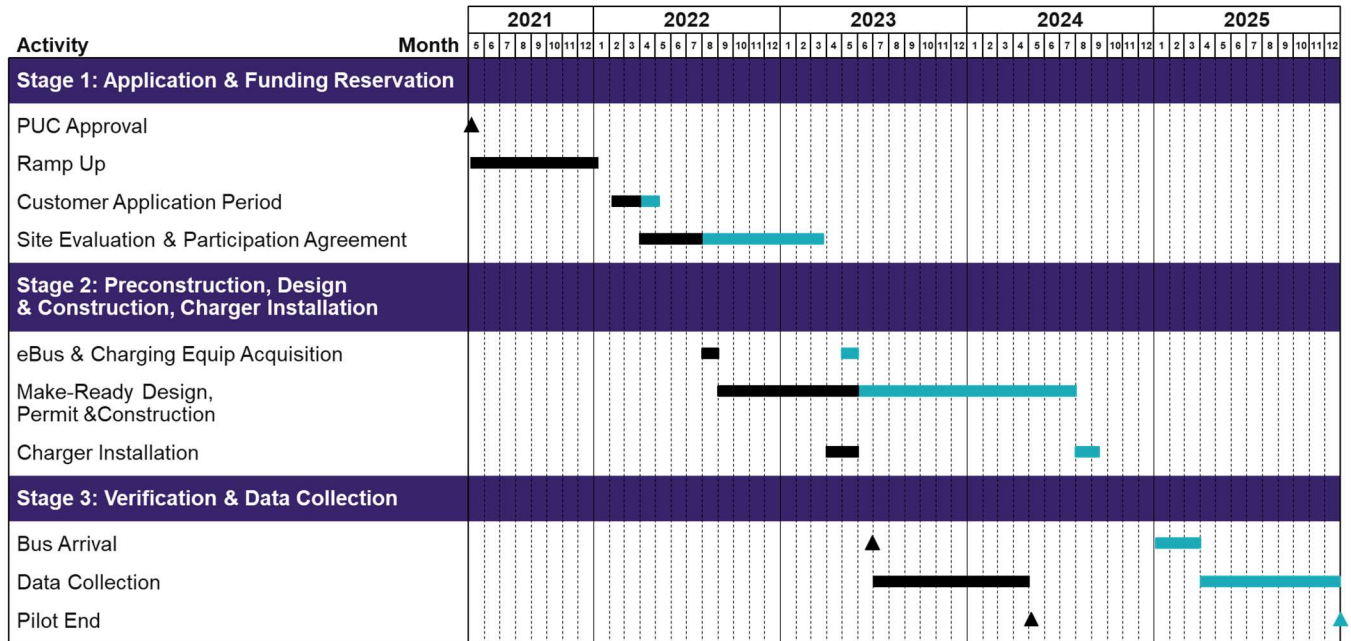 2021 2022 2023 2024 2025
Activity Month 5 6 7 8 9 10 11 12 1 2 3 4 5 6 7 8 9 10 11 12 1 2 3 4 5 6 7 8 9 10 11 12 1 2 3 4 5 6 7 8 9 10 11 12 1 2 3 4 5 6 7 8 9 10 11 12
Stage 1: Application & Funding Reservation
PUC Approval
Ramp Up
Customer Application Period
Site Evaluation & Participation Agreement
Stage 2: Preconstruction, Design
& Construction, Charger Installation
eBus & Charging Equip Acquisition
Make-Ready Design,
Permit &Construction
Charger Installation
Stage 3: Verification & Data Collection
Bus Arrival
Data Collection
Pilot End